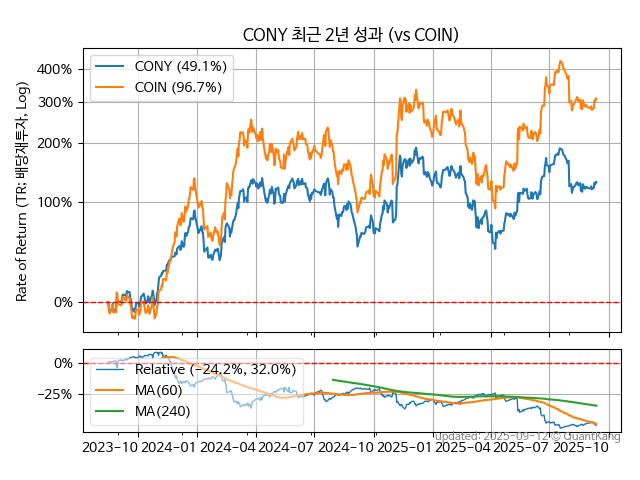 CONY 최근 2년 성과 (vs COIN)
Rate of Return (TR: 배당재투자, Log)
CONY (49.1%)
COIN (96.7%)
400%
300%
200%
100%
0%
0%
−25%
Relative (−24.2%, 32.0%)
MA(60)
MA(240)
Updated: 2025-09-12 © QuantKang
2023-10 2024-01 2024-04 2024-07 2024-10 2025-01 2025-04 2025-07 2025-10